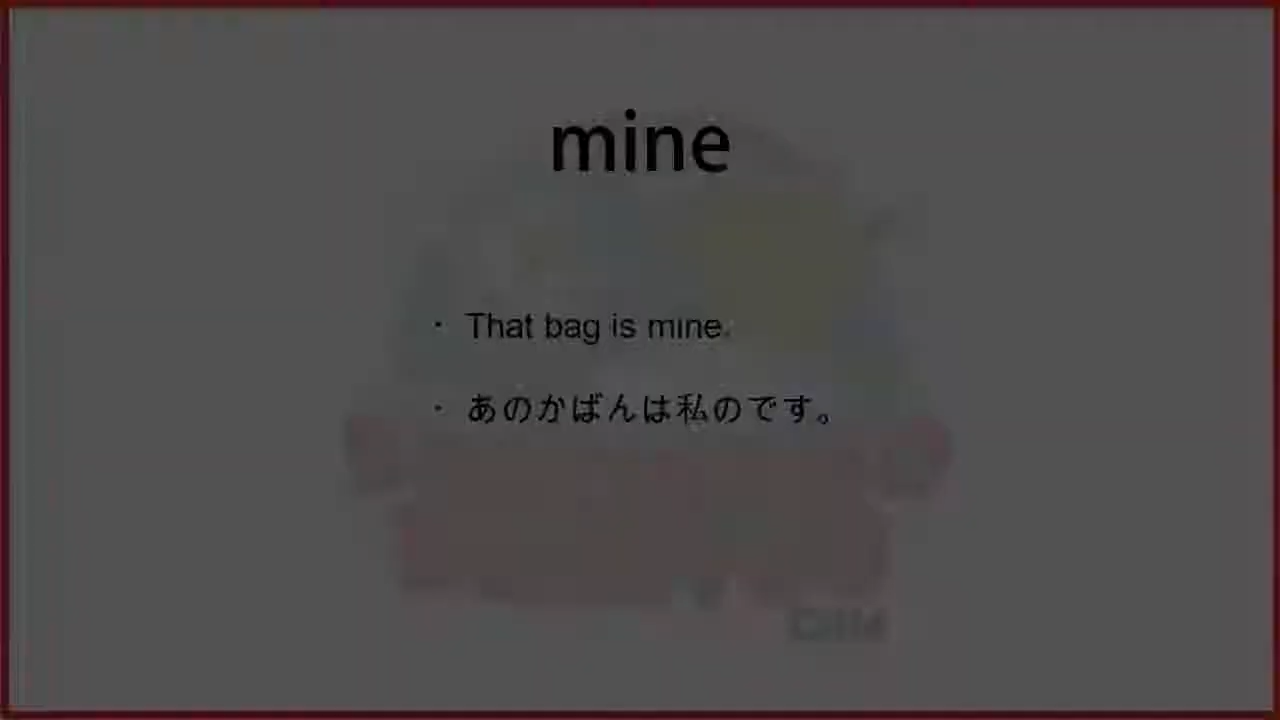 mine
・ That bag is mine.
・ あのかばんは私のです。